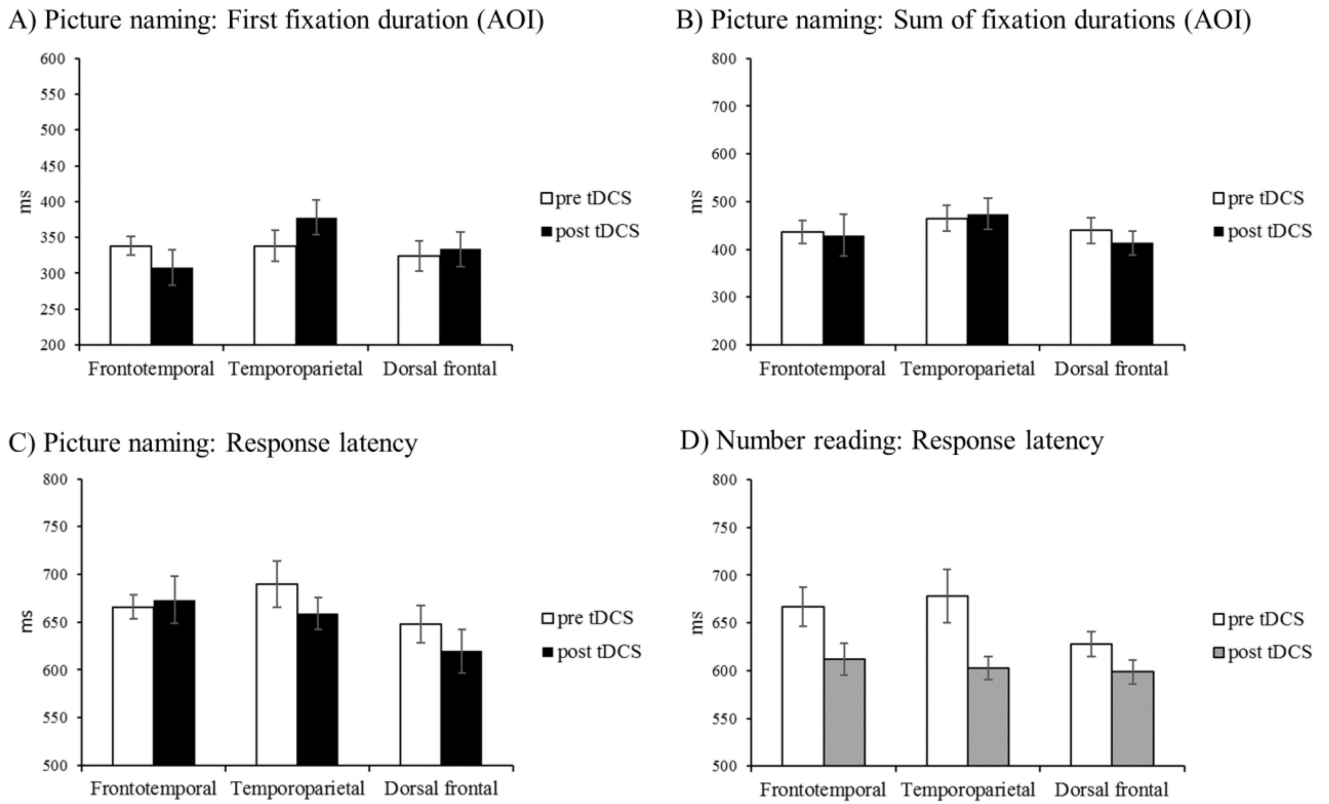 A) Picture naming: First fixation duration (AOI)
600
550
500
450
400
350
300
250
200
ms
Frontotemporal Temporoparietal Dorsal frontal
pre tDCS
post tDCS
B) Picture naming: Sum of fixation durations (AOI)
800
700
600
500
400
300
200
ms
Frontotemporal Temporoparietal Dorsal frontal
pre tDCS
post tDCS
C) Picture naming: Response latency
800
750
700
650
600
550
500
ms
Frontotemporal Temporoparietal Dorsal frontal
pre tDCS
post tDCS
D) Number reading: Response latency
800
750
700
650
600
550
500
ms
Frontotemporal Temporoparietal Dorsal frontal
pre tDCS
post tDCS